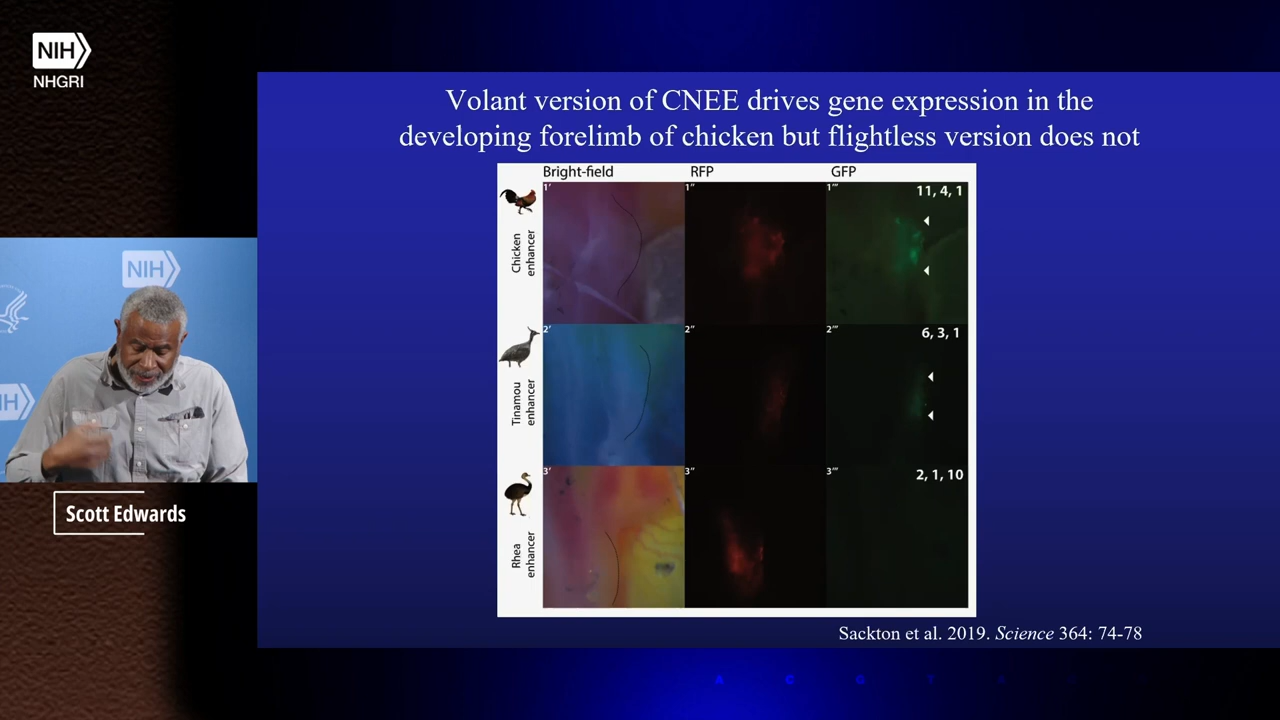 NIH
NHGRI
Volant version of CNEE drives gene expression in the
developing forelimb of chicken but flightless version does not
Bright-field RFP GFP
Chicken
enhancer
1' 1'' 1''' 11, 4, 1
Tinamou
enhancer
2' 2'' 2''' 6, 3, 1
Rhea
enhancer
3' 3'' 3''' 2, 1, 10
NIH
IH
Scott Edwards
Sackton et al. 2019. Science 364: 74-78